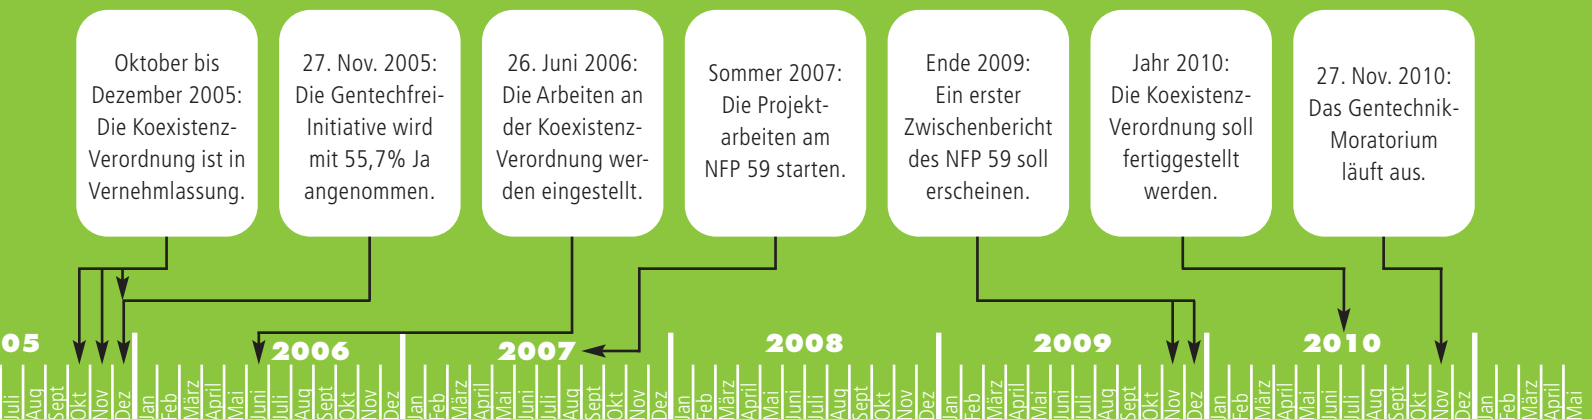 Oktober bis
Dezember 2005:
Die Koexistenz-
Verordnung ist in
Vernehmlassung.
27. Nov. 2005:
Die Gentechfrei-
Initiative wird
mit 55,7% Ja
angenommen.
26. Juni 2006:
Die Arbeiten an
der Koexistenz-
Verordnung wer-
den eingestellt.
Sommer 2007:
Die Projekt-
arbeiten am
NFP 59 starten.
Ende 2009:
Ein erster
Zwischenbericht
des NFP 59 soll
erscheinen.
Jahr 2010:
Die Koexistenz-
Verordnung soll
fertiggestellt
werden.
27. Nov. 2010:
Das Gentechnik-
Moratorium
läuft aus.
05
2006
2007
2008
2009
2010
Juli
Aug
Sept
Okt
Nov
Dez
Jan
Feb
März
April
Mai
Juni
Juli
Aug
Sept
Okt
Nov
Dez
Jan
Feb
März
April
Mai
Juni
Juli
Aug
Sept
Okt
Nov
Dez
Jan
Feb
März
April
Mai
Juni
Juli
Aug
Sept
Okt
Nov
Dez
Jan
Feb
März
April
Mai
Juni
Juli
Aug
Sept
Okt
Nov
Dez
Jan
Feb
März
April
Mai
Juni
Juli
Aug
Sept
Okt
Nov
Dez
Jan
Feb
März
April
Mai